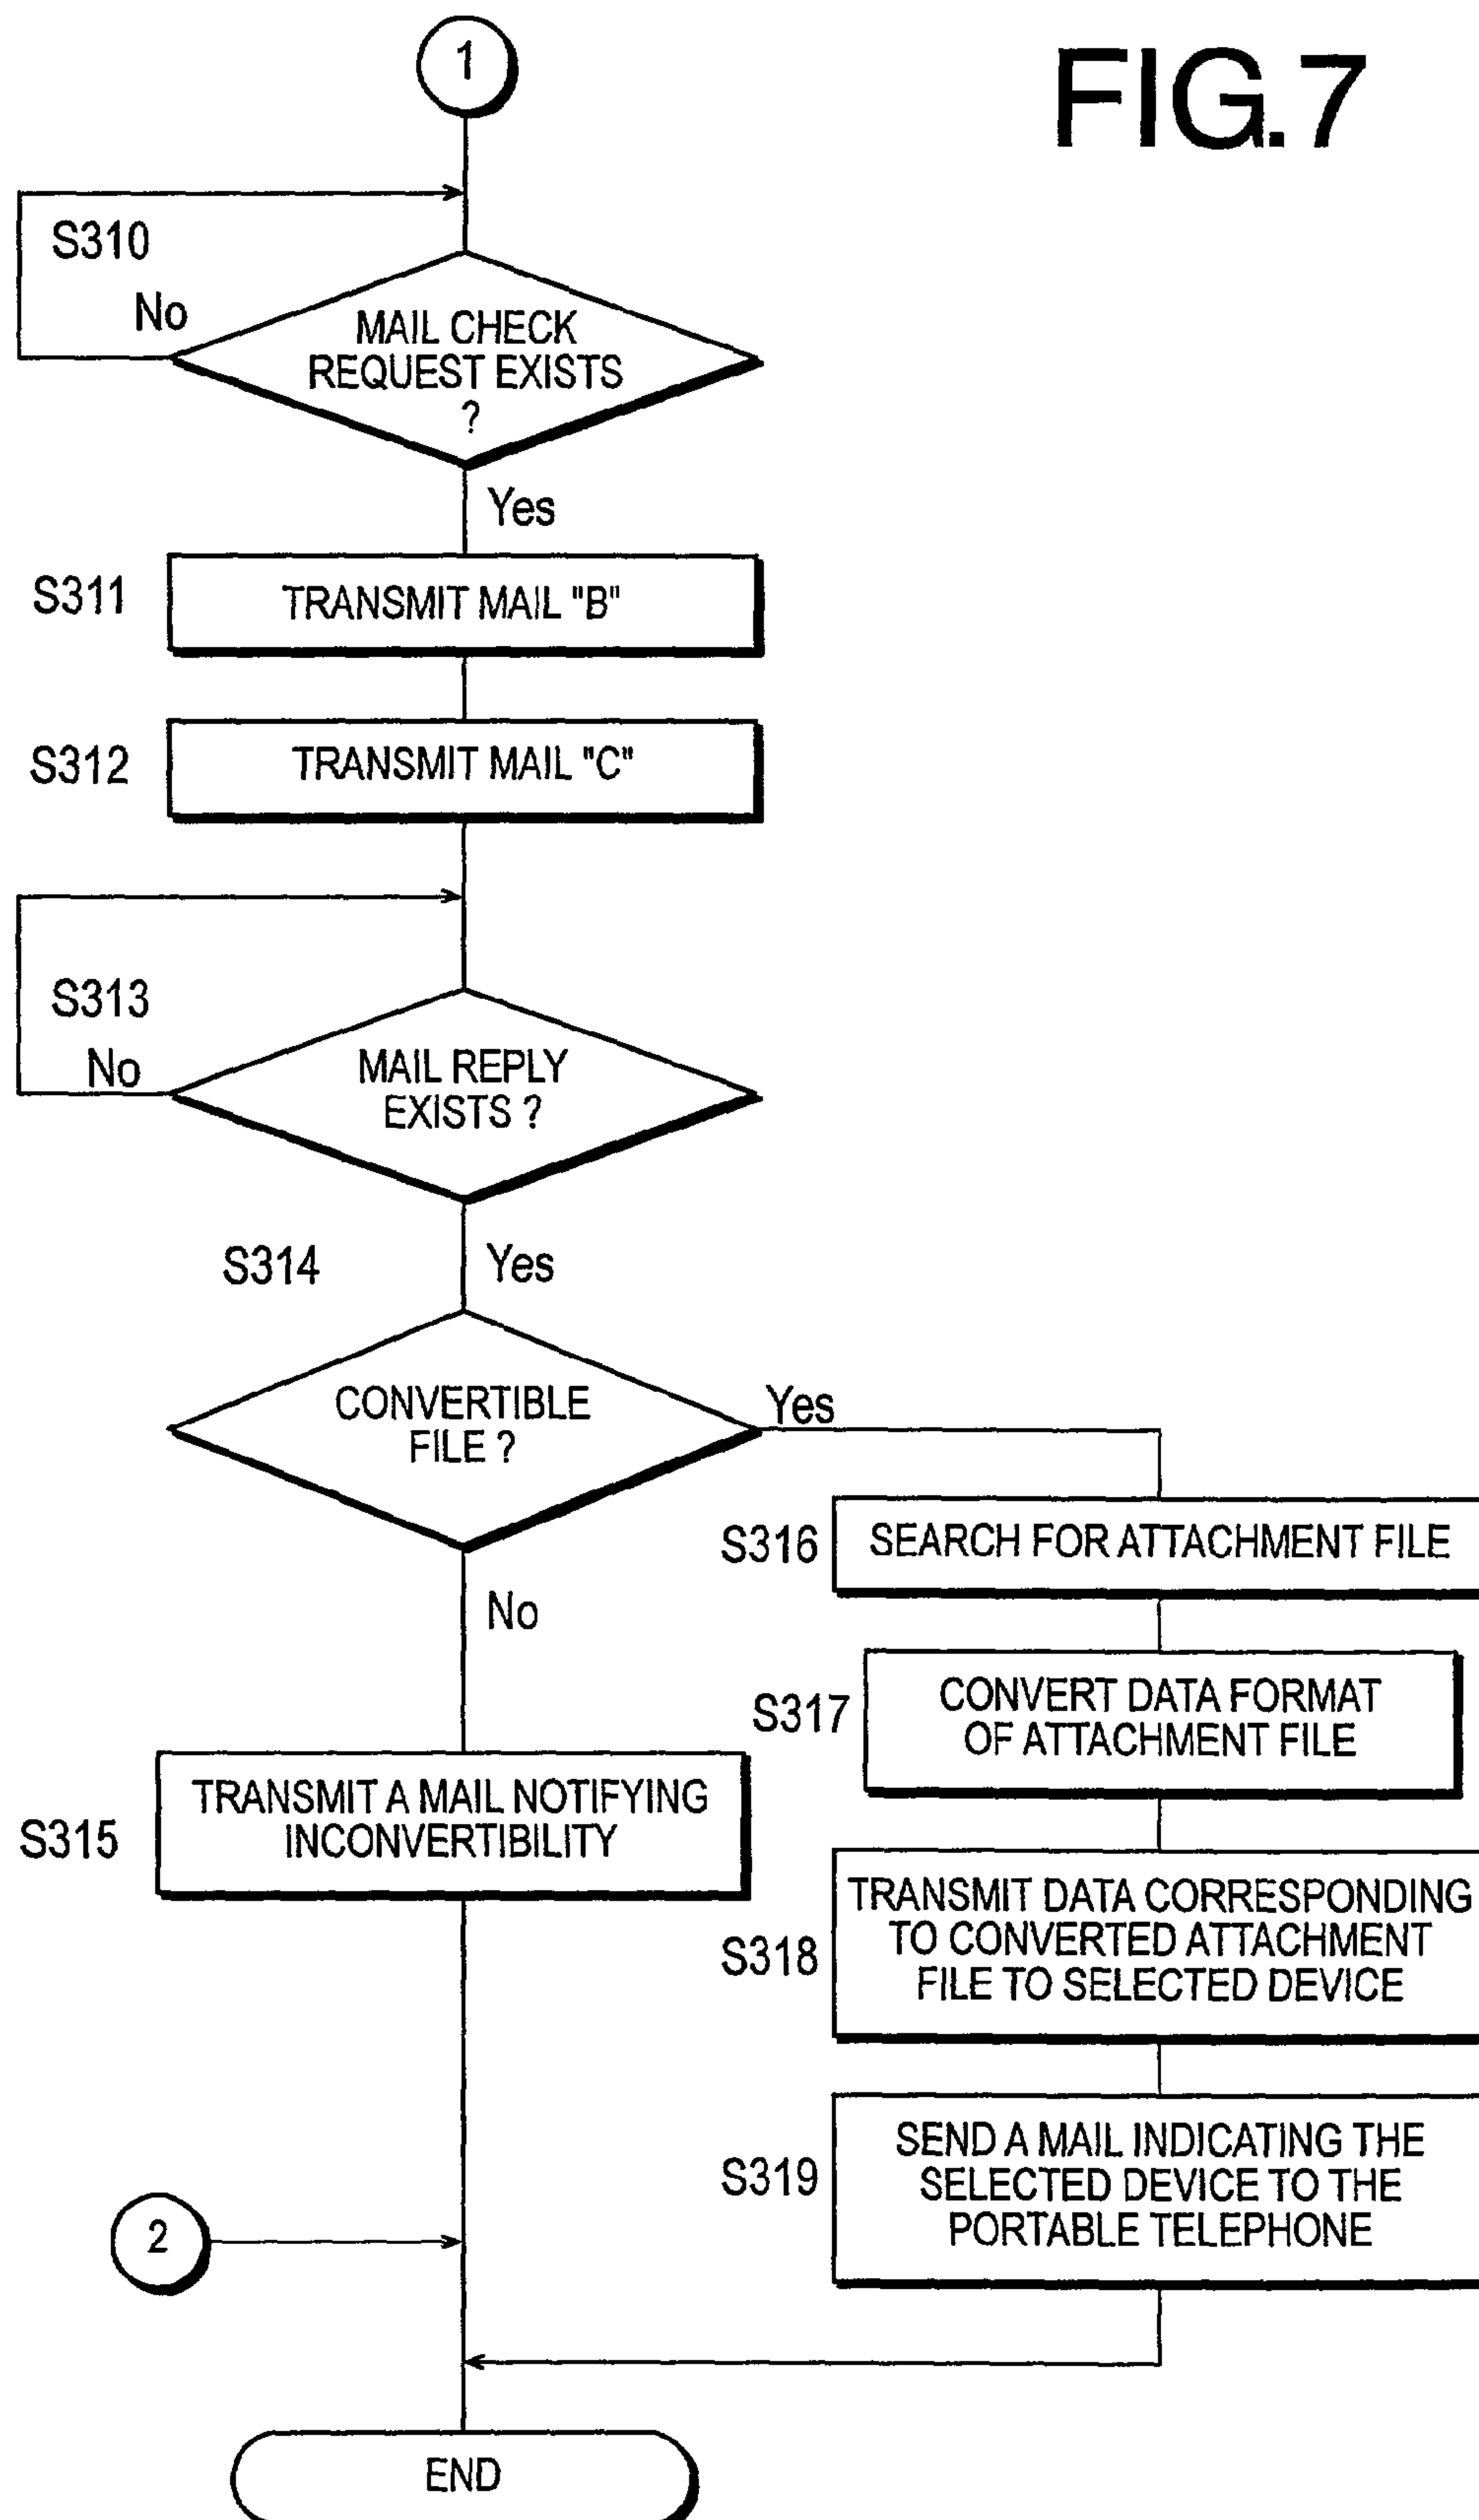 FIG.7
1
S310
No
MAIL CHECK
REQUEST EXISTS
?
Yes
S311
TRANSMIT MAIL "B"
S312
TRANSMIT MAIL "C"
S313
No
MAIL REPLY
EXISTS ?
S314
Yes
CONVERTIBLE
FILE ?
Yes
No
S315
TRANSMIT A MAIL NOTIFYING
INCONVERTIBILITY
S316
SEARCH FOR ATTACHMENT FILE
S317
CONVERT DATA FORMAT
OF ATTACHMENT FILE
S318
TRANSMIT DATA CORRESPONDING
TO CONVERTED ATTACHMENT
FILE TO SELECTED DEVICE
S319
SEND A MAIL INDICATING THE
SELECTED DEVICE TO THE
PORTABLE TELEPHONE
2
END